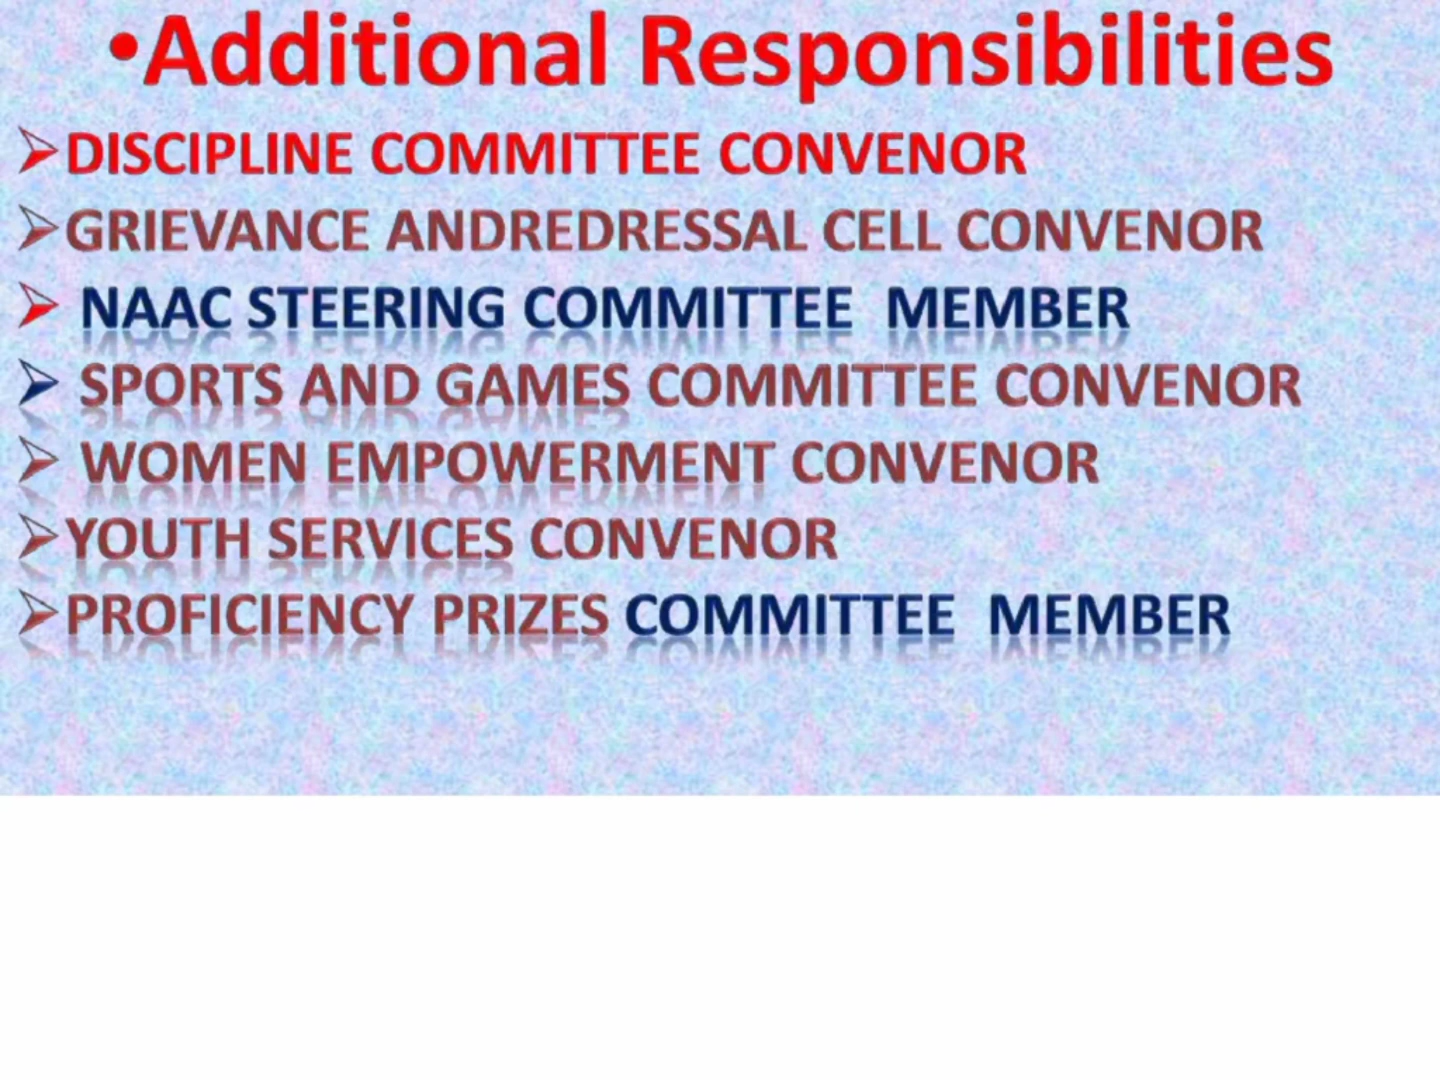 •Additional Responsibilities
➢DISCIPLINE COMMITTEE CONVENOR
➢GRIEVANCE ANDREDRESSAL CELL CONVENOR
➢ NAAC STEERING COMMITTEE  MEMBER
➢ SPORTS AND GAMES COMMITTEE CONVENOR
➢ WOMEN EMPOWERMENT CONVENOR
➢YOUTH SERVICES CONVENOR
➢PROFICIENCY PRIZES COMMITTEE  MEMBER